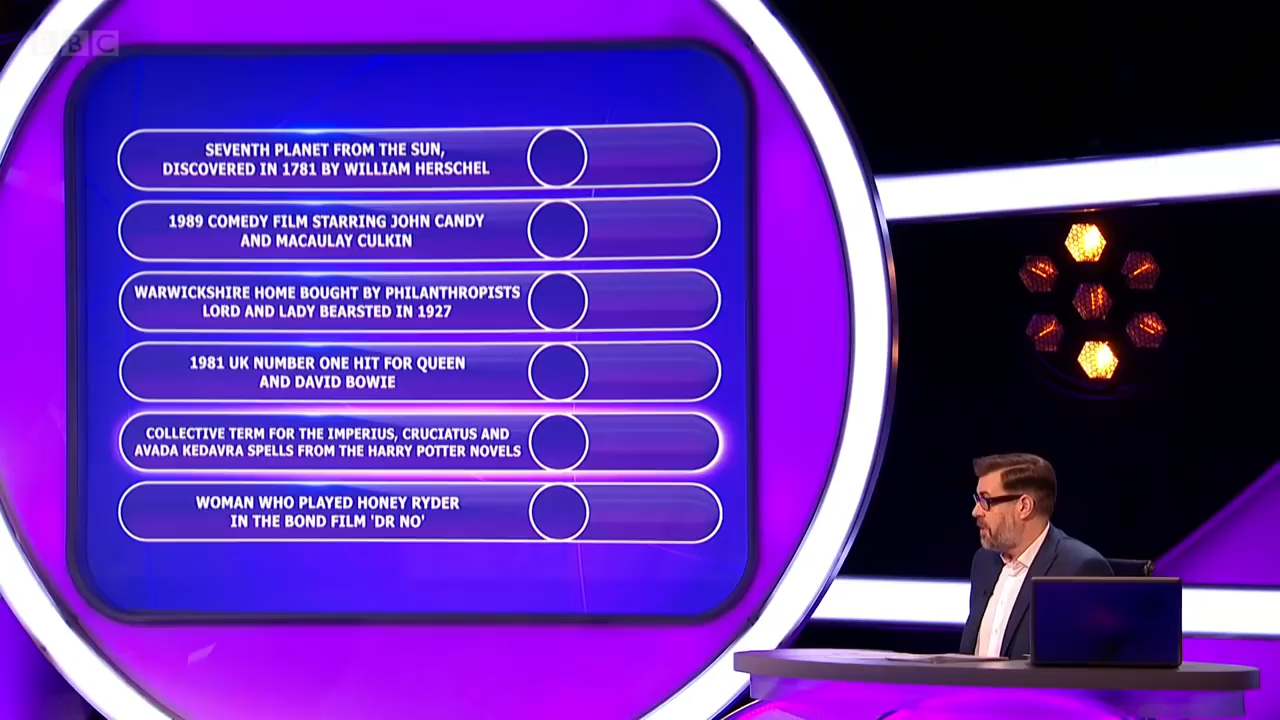 BBC
SEVENTH PLANET FROM THE SUN,
DISCOVERED IN 1781 BY WILLIAM HERSCHEL
1989 COMEDY FILM STARRING JOHN CANDY
AND MACAULAY CULKIN
WARWICKSHIRE HOME BOUGHT BY PHILANTHROPISTS
LORD AND LADY BEARSTED IN 1927
1981 UK NUMBER ONE HIT FOR QUEEN
AND DAVID BOWIE
COLLECTIVE TERM FOR THE IMPERIUS, CRUCIATUS AND
AVADA KEDAVRA SPELLS FROM THE HARRY POTTER NOVELS
WOMAN WHO PLAYED HONEY RYDER
IN THE BOND FILM 'DR NO'